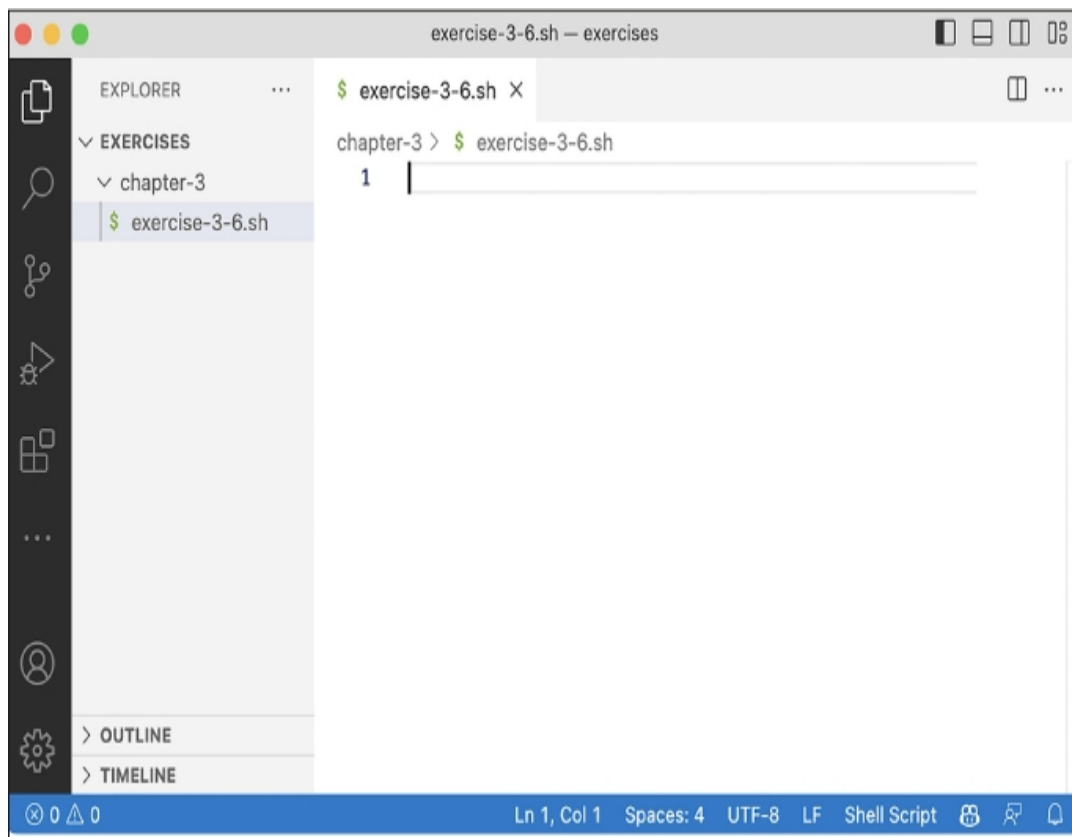 exercise-3-6.sh — exercises
EXPLORER ...
EXERCISES
chapter-3
$ exercise-3-6.sh
OUTLINE
TIMELINE
$ exercise-3-6.sh ×
...
chapter-3 > $ exercise-3-6.sh
1
0 0 Ln 1, Col 1 Spaces: 4 UTF-8 LF Shell Script